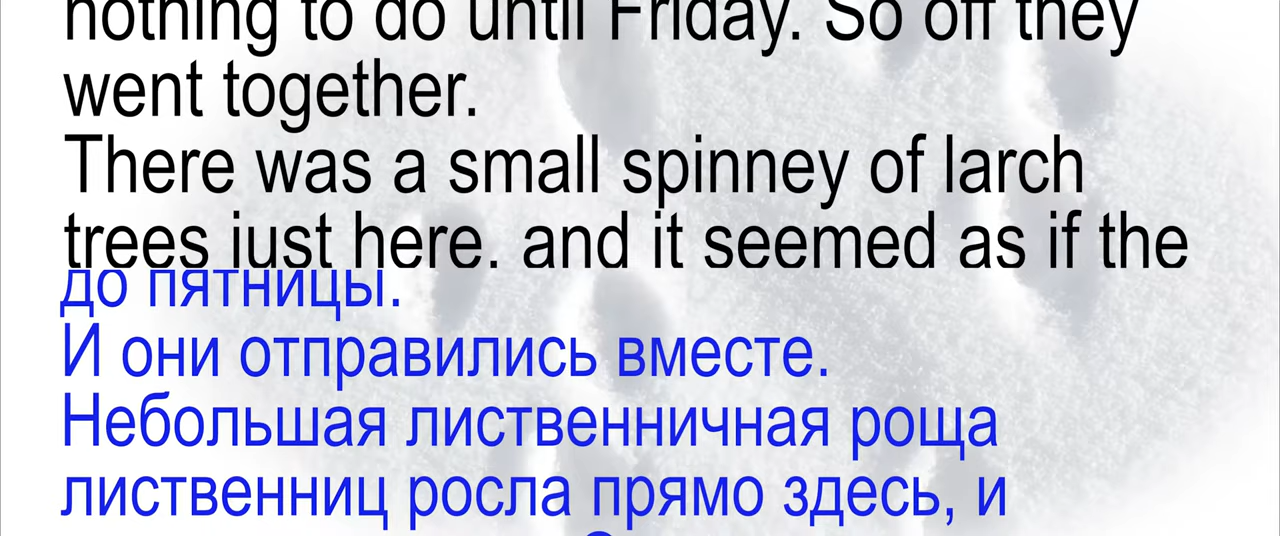 nothing to do until Friday. So off they
went together.
There was a small spinney of larch
trees just here. and it seemed as if the
до пятницы.
И они отправились вместе.
Небольшая лиственничная роща
лиственниц росла прямо здесь, и